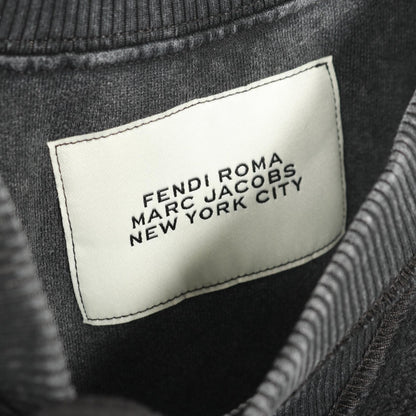 FENDI ROMA
MARC JACOBS
NEW YORK CITY